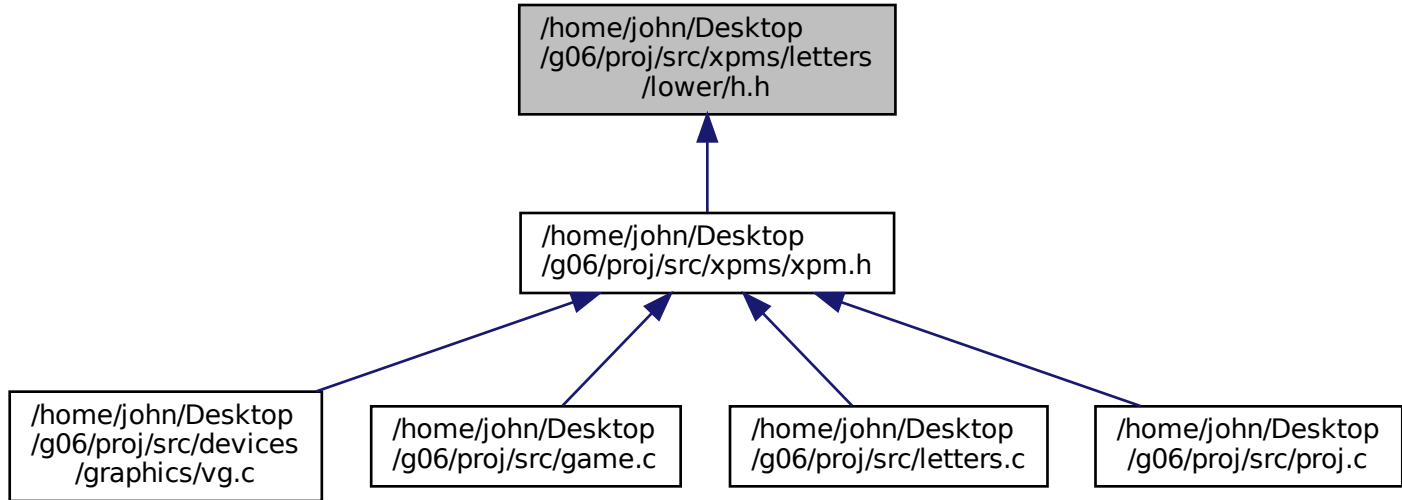 /home/john/Desktop
/g06/proj/src/xpms/letters
/lower/h.h
/home/john/Desktop
/g06/proj/src/xpms/xpm.h
/home/john/Desktop
/g06/proj/src/devices
/graphics/vg.c
/home/john/Desktop
/g06/proj/src/game.c
/home/john/Desktop
/g06/proj/src/letters.c
/home/john/Desktop
/g06/proj/src/proj.c